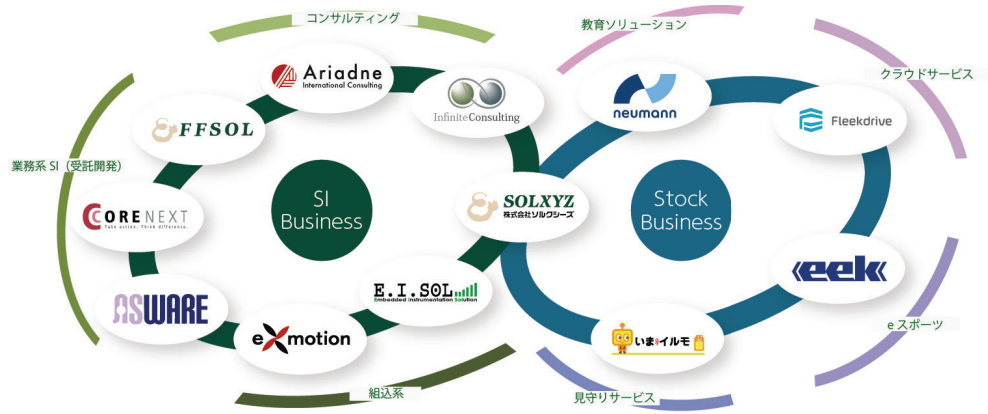 コンサルティング
教育ソリューション
クラウドサービス
Ariadne
International Consulting
InfiniteConsulting
neumann
Fleekdrive
FFSOL
業務系 SI（受託開発）
SI
Business
SOLXYZ
株式会社ソルクシーズ
Stock
Business
CORENEXT
Take action. Think difference.
eek
E.I.SOL
Embedded Instrumentation Solution
ASWARE
eXmotion
いまイルモ
eスポーツ
組込系
見守りサービス